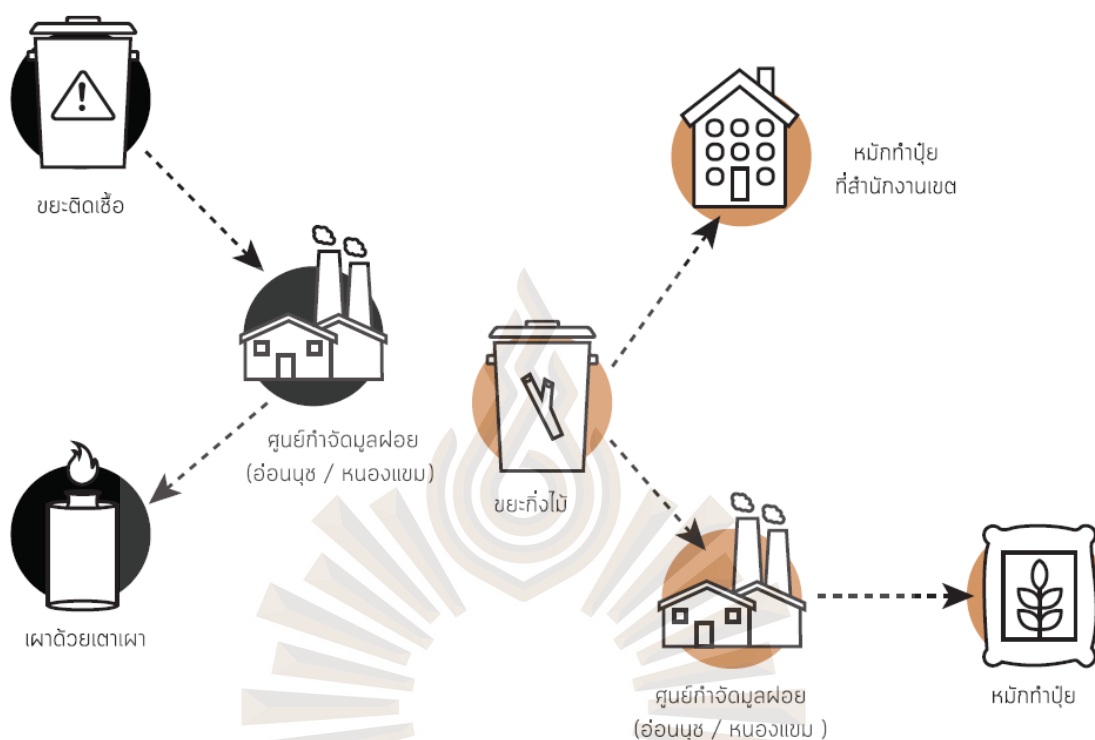 ขยะติดเชื้อ
ศูนย์กำจัดมูลฝอย
(อ่อนนุช / หนองแขม)
เผาด้วยเตาเผา
หมักทำปุ๋ย
ที่สำนักงานเขต
ขยะกิ่งไม้
ศูนย์กำจัดมูลฝอย
(อ่อนนุช / หนองแขม )
หมักทำปุ๋ย